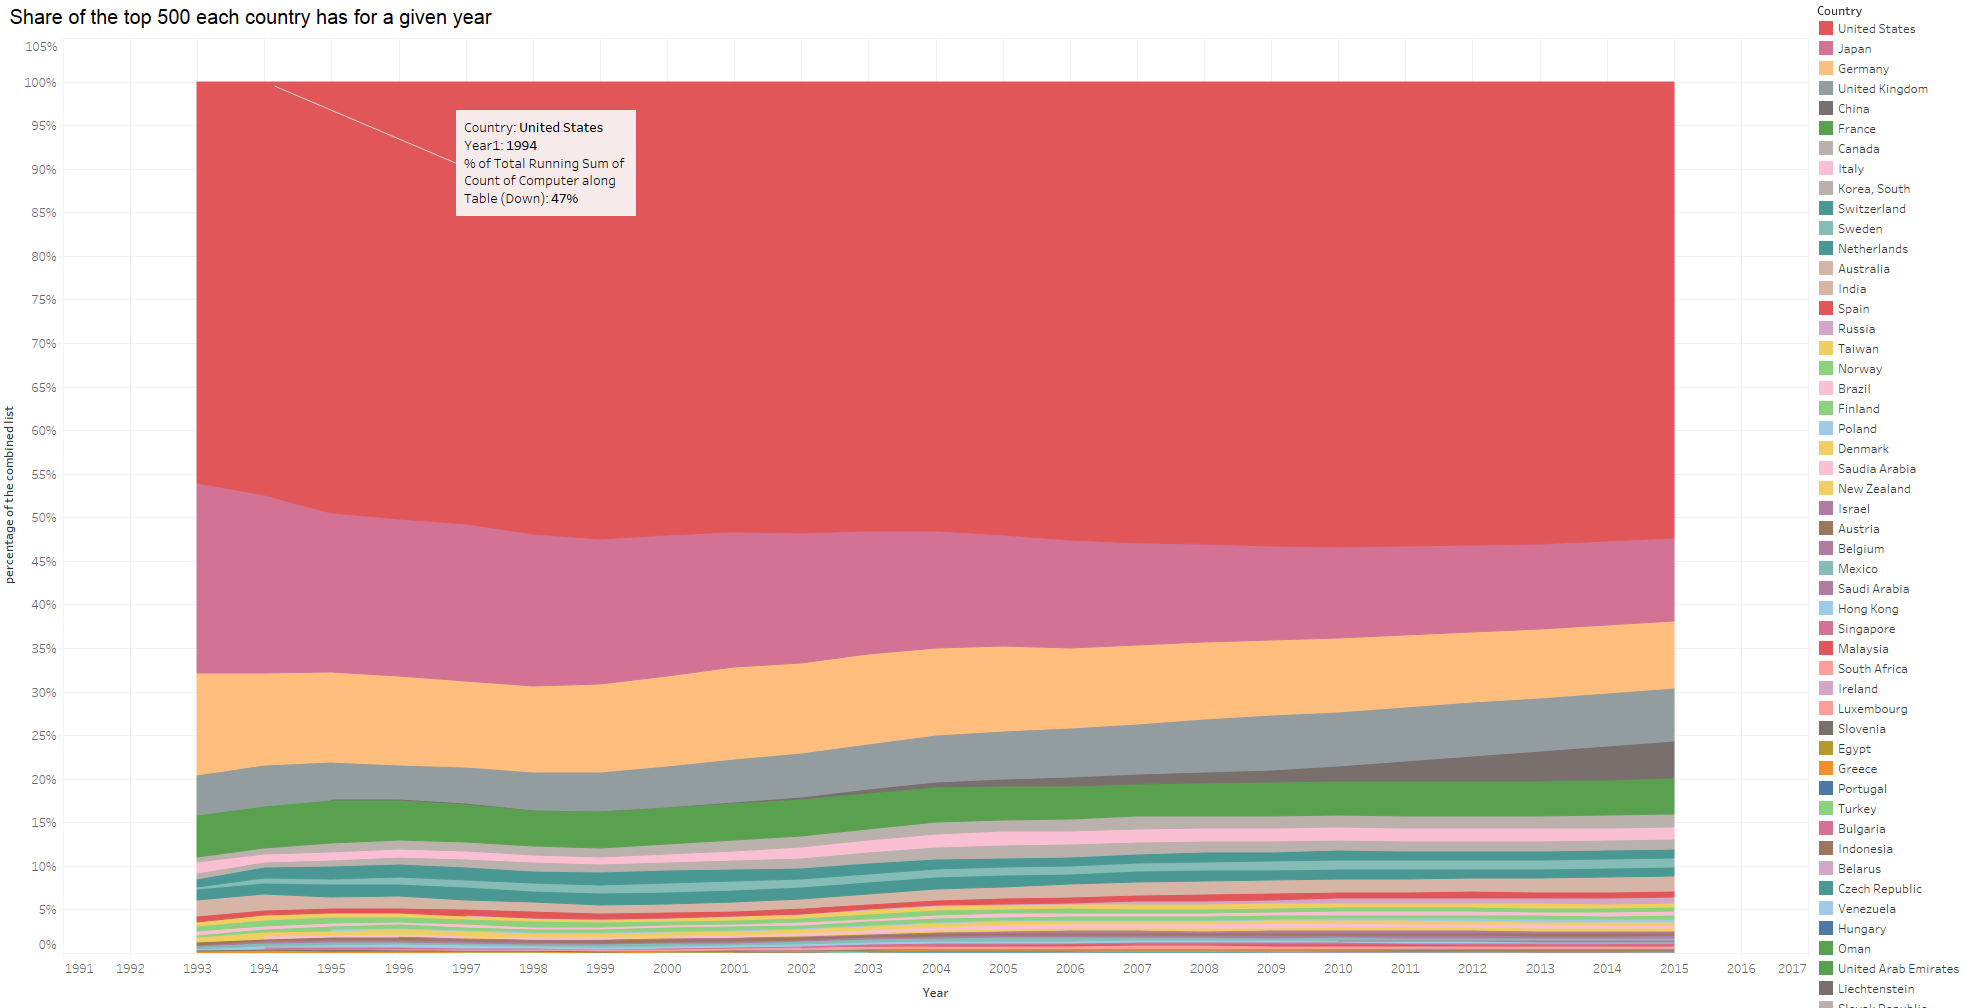 Share of the top 500 each country has for a given year
105%
100%
95%
90%
85%
80%
75%
70%
65%
60%
55%
50%
45%
40%
35%
30%
25%
20%
15%
10%
5%
0%
percentage of the combined list
Country: United States
Year1: 1994
% of Total Running Sum of
Count of Computer along
Table (Down): 47%
1991 1992 1993 1994 1995 1996 1997 1998 1999 2000 2001 2002 2003 2004 2005 2006 2007 2008 2009 2010 2011 2012 2013 2014 2015 2016 2017
Year
Country
United States
Japan
Germany
United Kingdom
China
France
Canada
Italy
Korea, South
Switzerland
Sweden
Netherlands
Australia
India
Spain
Russia
Taiwan
Norway
Brazil
Finland
Poland
Denmark
Saudia Arabia
New Zealand
Israel
Austria
Belgium
Mexico
Saudi Arabia
Hong Kong
Singapore
Malaysia
South Africa
Ireland
Luxembourg
Slovenia
Egypt
Greece
Portugal
Turkey
Bulgaria
Indonesia
Belarus
Czech Republic
Venezuela
Hungary
Oman
United Arab Emirates
Liechtenstein